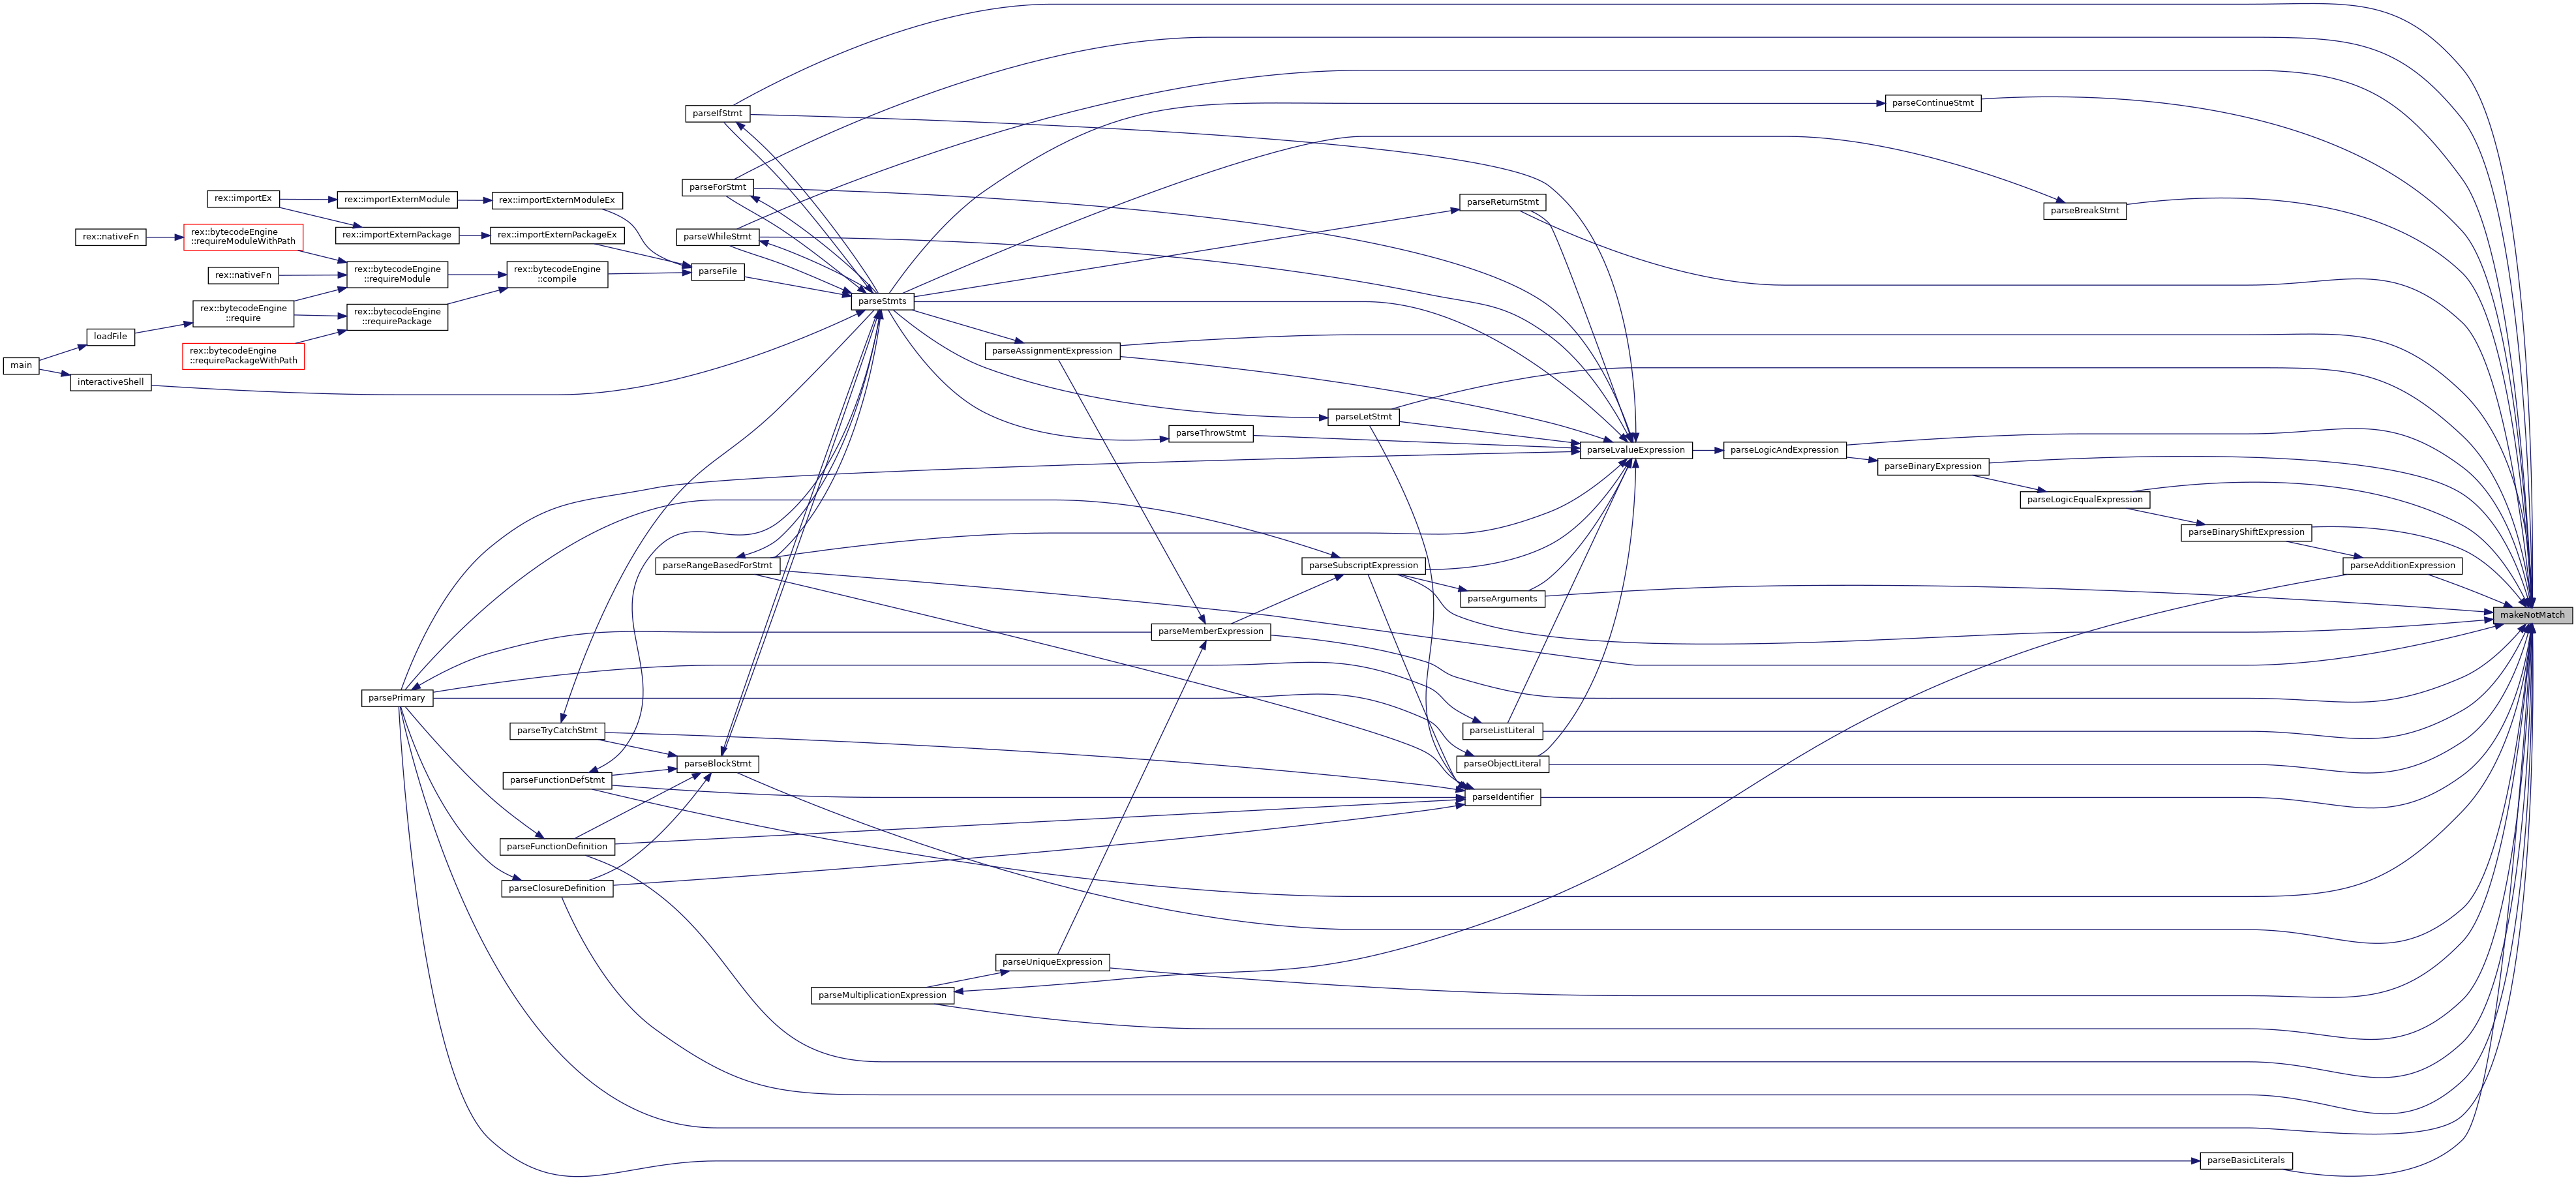 parseIfStmt
parseContinueStmt
parseForStmt
rex::importEx
rex::importExternModule
rex::importExternModuleEx
parseReturnStmt
parseBreakStmt
rex::nativeFn
rex::bytecodeEngine
::requireModuleWithPath
rex::importExternPackage
rex::importExternPackageEx
parseWhileStmt
rex::nativeFn
rex::bytecodeEngine
::requireModule
rex::bytecodeEngine
::compile
parseFile
parseStmts
rex::bytecodeEngine
::require
rex::bytecodeEngine
::requirePackage
loadFile
rex::bytecodeEngine
::requirePackageWithPath
parseAssignmentExpression
main
interactiveShell
parseLetStmt
parseThrowStmt
parseLvalueExpression
parseLogicAndExpression
parseBinaryExpression
parseLogicEqualExpression
parseBinaryShiftExpression
parseRangeBasedForStmt
parseSubscriptExpression
parseAdditionExpression
parseArguments
makeNotMatch
parseMemberExpression
parsePrimary
parseTryCatchStmt
parseListLiteral
parseBlockStmt
parseObjectLiteral
parseFunctionDefStmt
parseIdentifier
parseFunctionDefinition
parseClosureDefinition
parseUniqueExpression
parseMultiplicationExpression
parseBasicLiterals